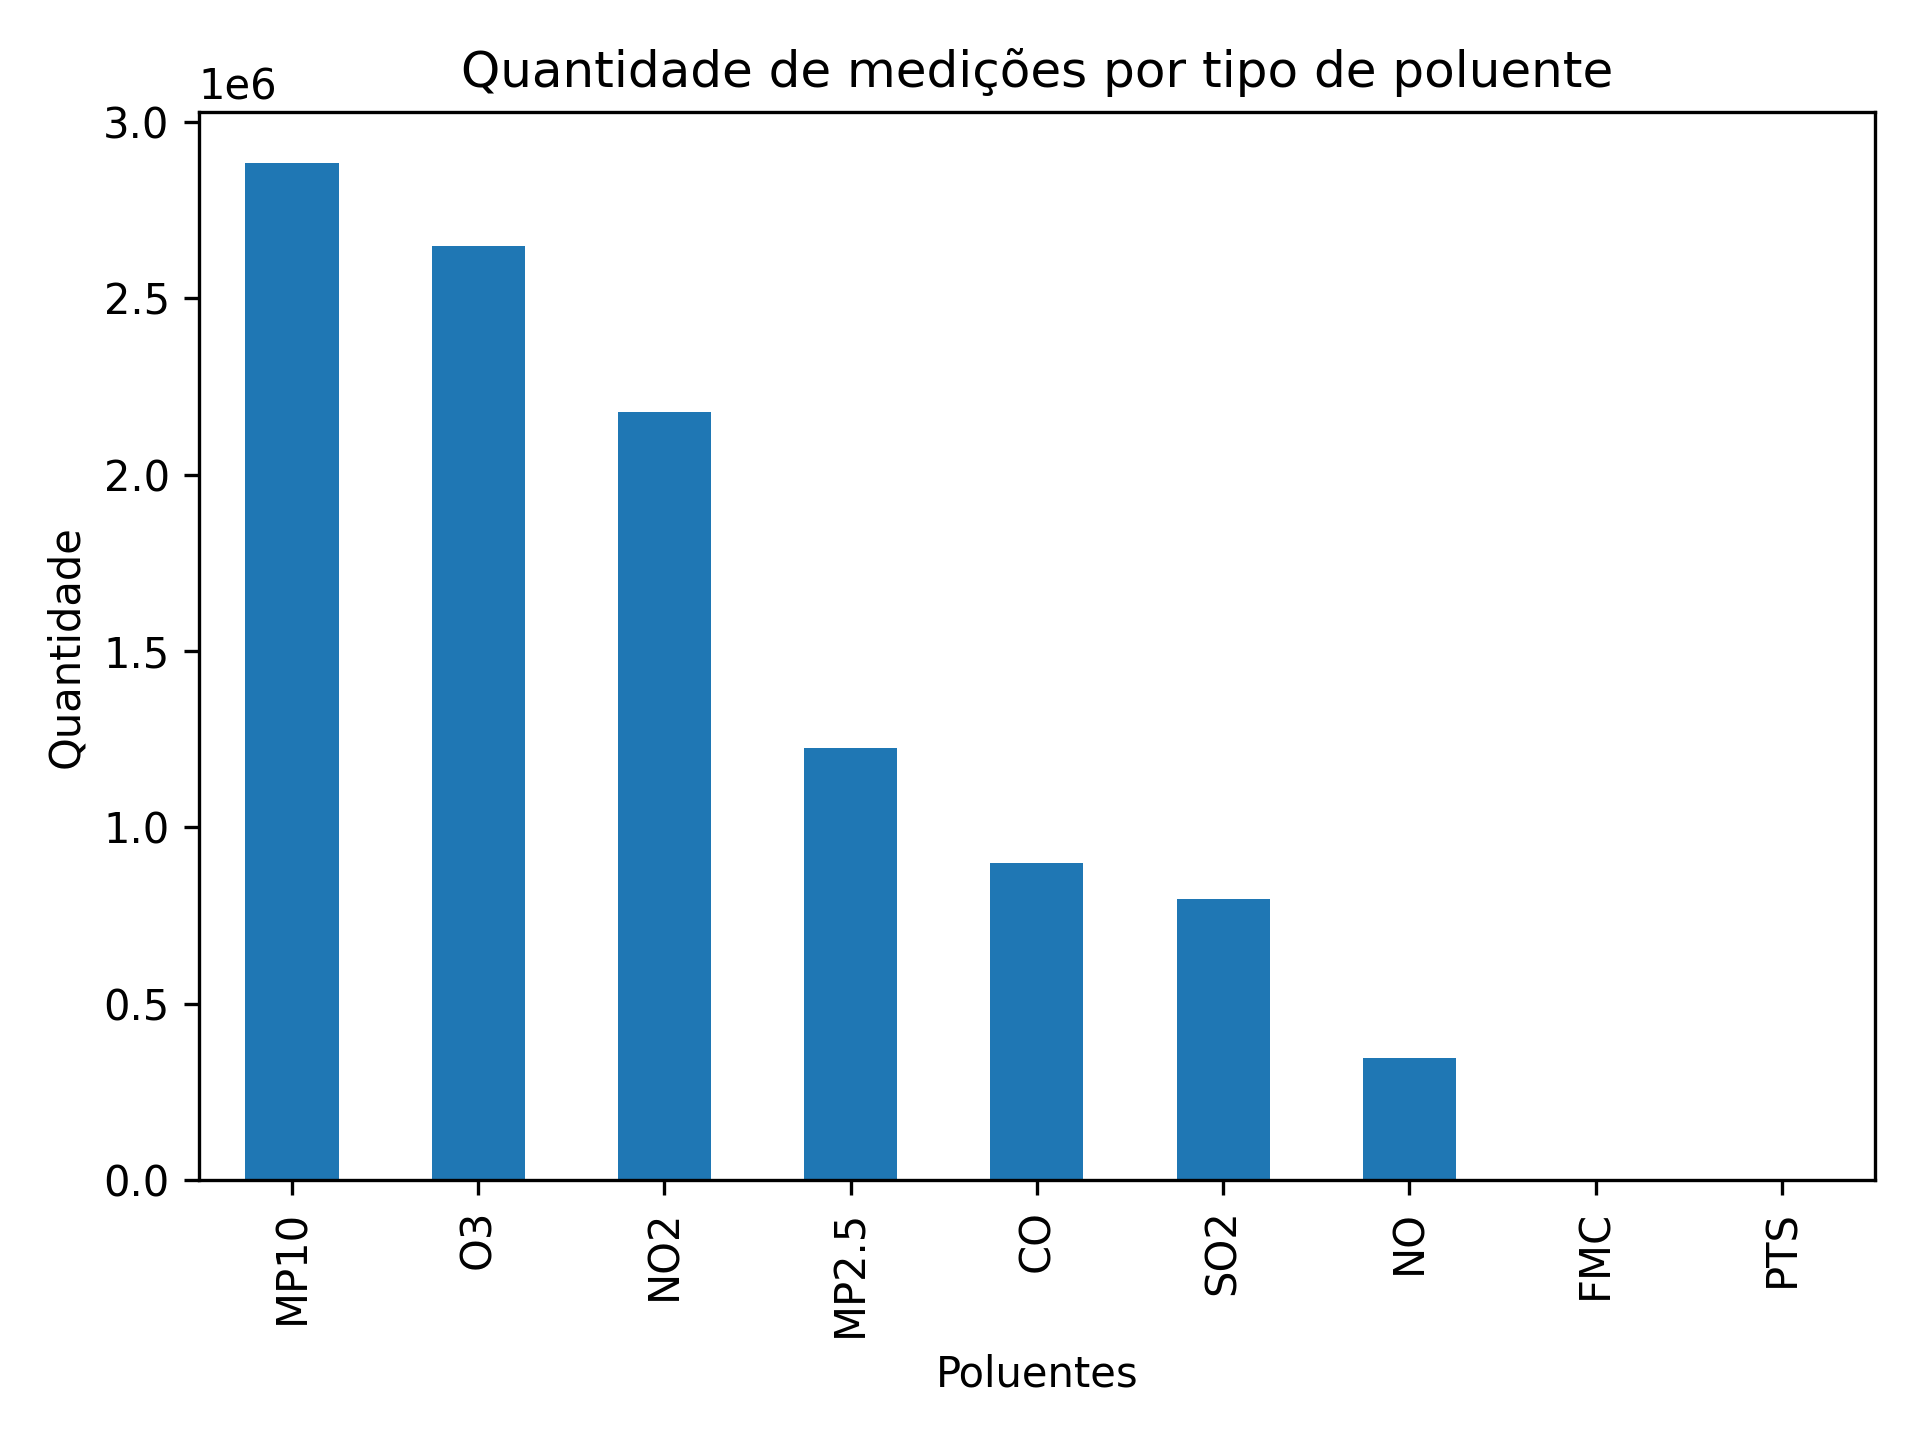 Quantidade de medições por tipo de poluente
1e6
3.0
2.5
2.0
1.5
1.0
0.5
0.0
Quantidade
MP10
O3
NO2
MP2.5
CO
SO2
NO
FMC
PTS
Poluentes